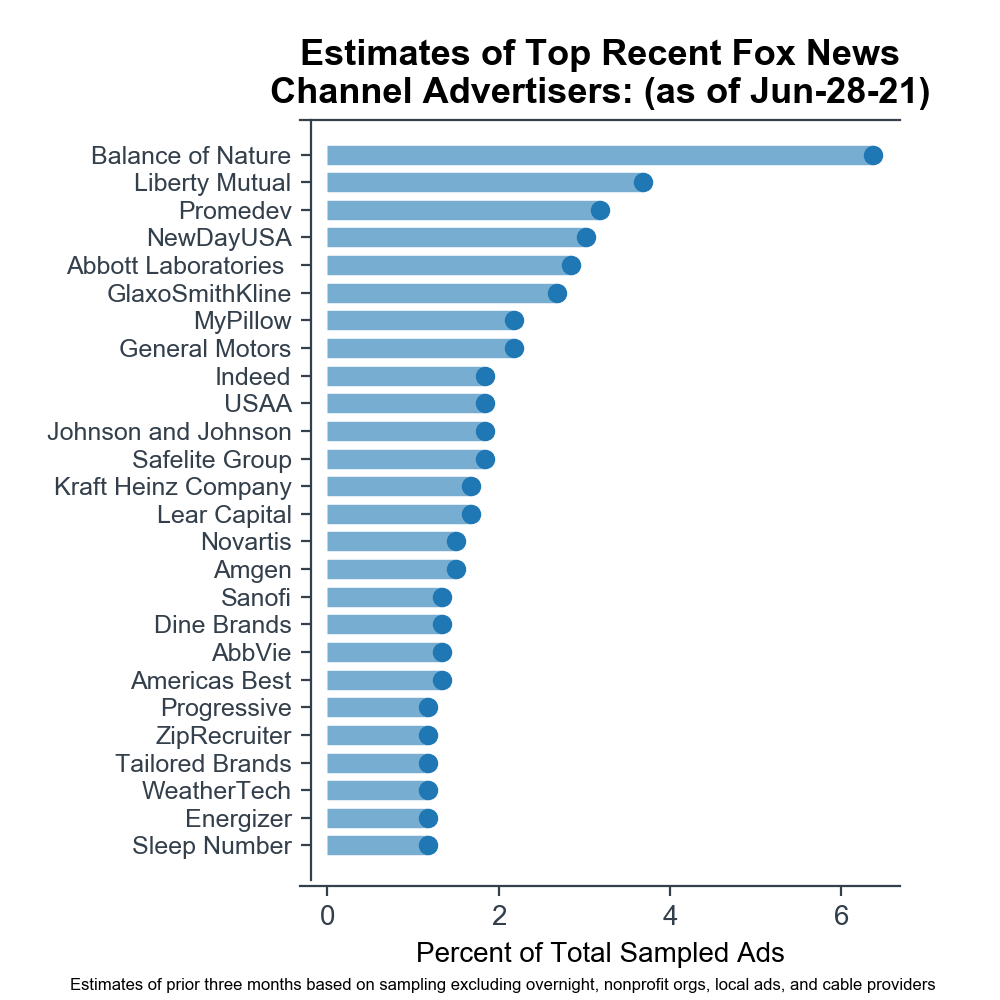 Estimates of Top Recent Fox News
Channel Advertisers: (as of Jun-28-21)
Balance of Nature
Liberty Mutual
Promedev
NewDayUSA
Abbott Laboratories
GlaxoSmithKline
MyPillow
General Motors
Indeed
USAA
Johnson and Johnson
Safelite Group
Kraft Heinz Company
Lear Capital
Novartis
Amgen
Sanofi
Dine Brands
AbbVie
Americas Best
Progressive
ZipRecruiter
Tailored Brands
WeatherTech
Energizer
Sleep Number
0 2 4 6
Percent of Total Sampled Ads
Estimates of prior three months based on sampling excluding overnight, nonprofit orgs, local ads, and cable providers